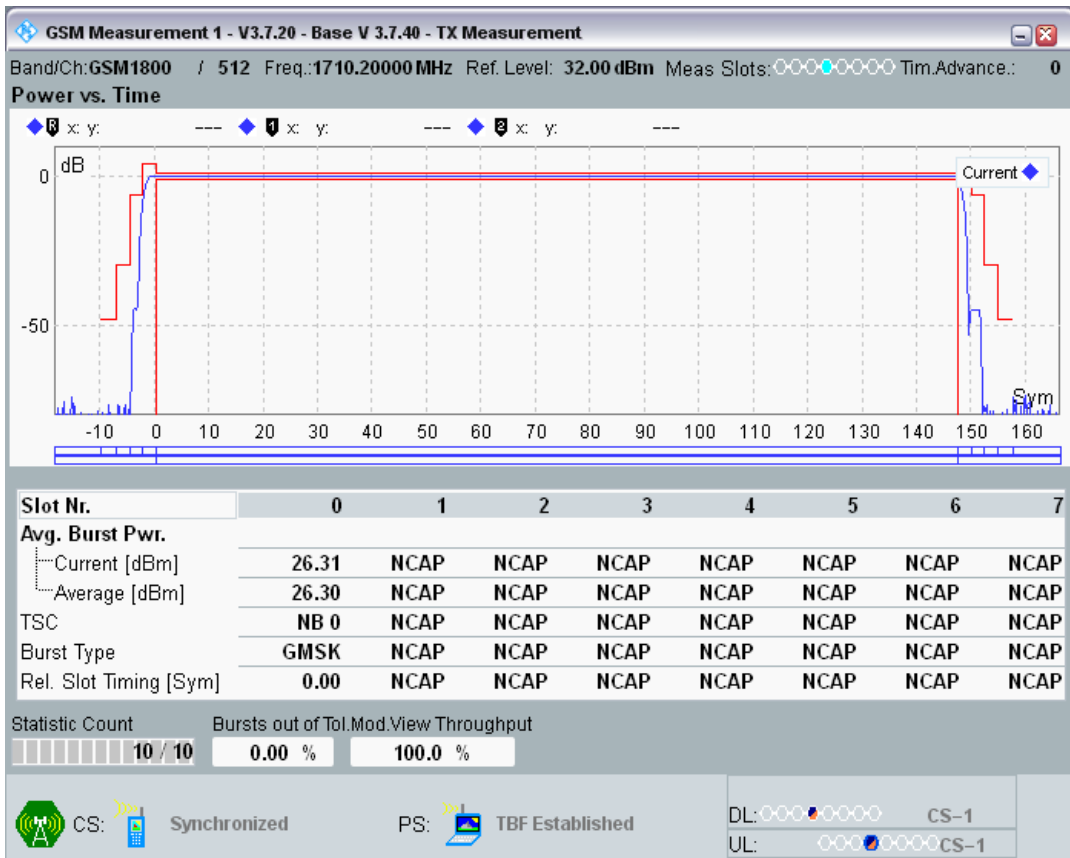 GSM Measurement 1 - V3.7.20 - Base V 3.7.40 - TX Measurement
Band/Ch:GSM1800 / 512 Freq.:1710.20000 MHz Ref. Level: 32.00 dBm Meas Slots: Tim.Advance.: 0
Power vs. Time
R x: y: --- 1 x: y: --- 2 x: y: ---
dB
Current
0
-50
Sym
-10 0 10 20 30 40 50 60 70 80 90 100 110 120 130 140 150 160
Slot Nr. 0 1 2 3 4 5 6 7
Avg. Burst Pwr.
Current [dBm] 26.31 NCAP NCAP NCAP NCAP NCAP NCAP NCAP
Average [dBm] 26.30 NCAP NCAP NCAP NCAP NCAP NCAP NCAP
TSC NB 0 NCAP NCAP NCAP NCAP NCAP NCAP NCAP
Burst Type GMSK NCAP NCAP NCAP NCAP NCAP NCAP NCAP
Rel. Slot Timing [Sym] 0.00 NCAP NCAP NCAP NCAP NCAP NCAP NCAP
Statistic Count Bursts out of Tol.Mod.View Throughput
10 / 10 0.00 % 100.0 %
CS: Synchronized PS: TBF Established
DL: CS-1
UL: CS-1